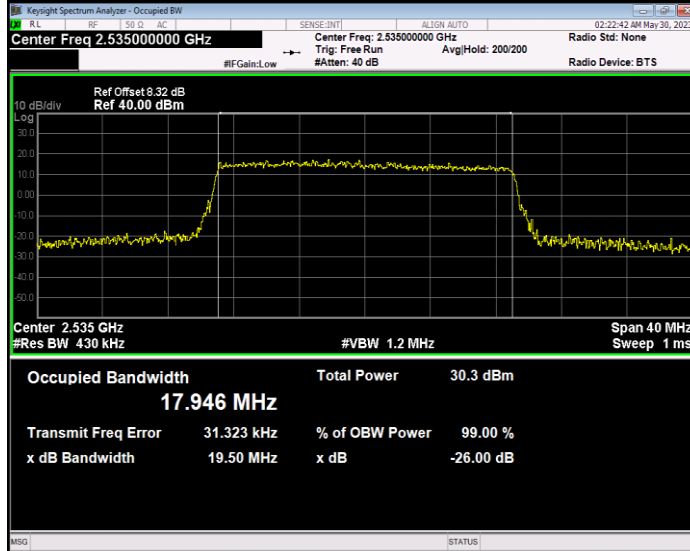 Keysight Spectrum Analyzer - Occupied BW
RL RF 50 Ω AC SENSE:INT ALIGN AUTO 02:22:42 AM May 30, 2023
Center Freq 2.535000000 GHz Center Freq: 2.535000000 GHz Radio Std: None
Trig: Free Run Avg|Hold: 200/200
#IFGain:Low #Atten: 40 dB Radio Device: BTS
Ref Offset 8.32 dB
10 dB/div Ref 40.00 dBm
Log
30.0
20.0
10.0
0.00
-10.0
-20.0
-30.0
-40.0
-50.0
Center 2.535 GHz Span 40 MHz
#Res BW 430 kHz #VBW 1.2 MHz Sweep 1 ms
Occupied Bandwidth Total Power 30.3 dBm
17.946 MHz
Transmit Freq Error 31.323 kHz % of OBW Power 99.00 %
x dB Bandwidth 19.50 MHz x dB -26.00 dB
MSG STATUS